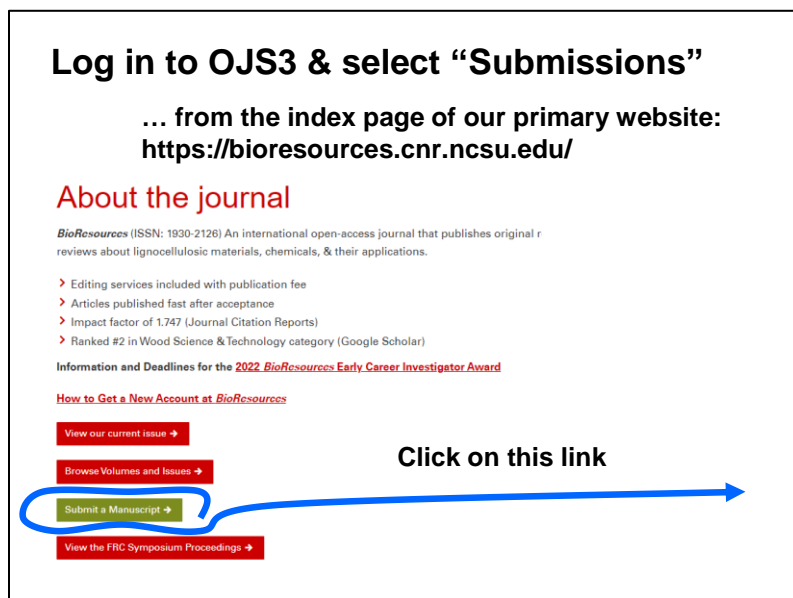 Log in to OJS3 & select “Submissions”
… from the index page of our primary website:
https://bioresources.cnr.ncsu.edu/
About the journal
BioResources (ISSN: 1930-2126) An international open-access journal that publishes original r
reviews about lignocellulosic materials, chemicals, & their applications.
> Editing services included with publication fee
> Articles published fast after acceptance
> Impact factor of 1.747 (Journal Citation Reports)
> Ranked #2 in Wood Science & Technology category (Google Scholar)
Information and Deadlines for the 2022 BioResources Early Career Investigator Award
How to Get a New Account at BioResources
View our current issue →
Browse Volumes and Issues →
Click on this link
Submit a Manuscript →
View the FRC Symposium Proceedings →